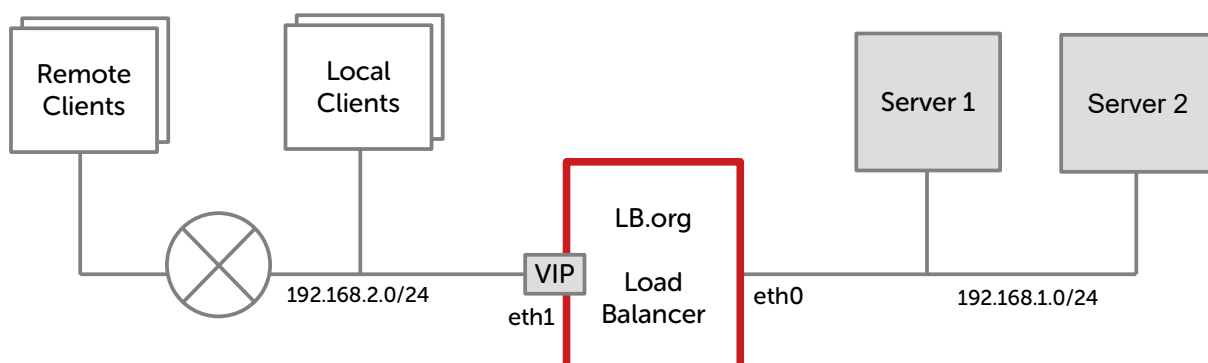 Remote
Clients
Local
Clients
Server 1
Server 2
LB.org
Load
Balancer
VIP
eth1
eth0
192.168.2.0/24
192.168.1.0/24